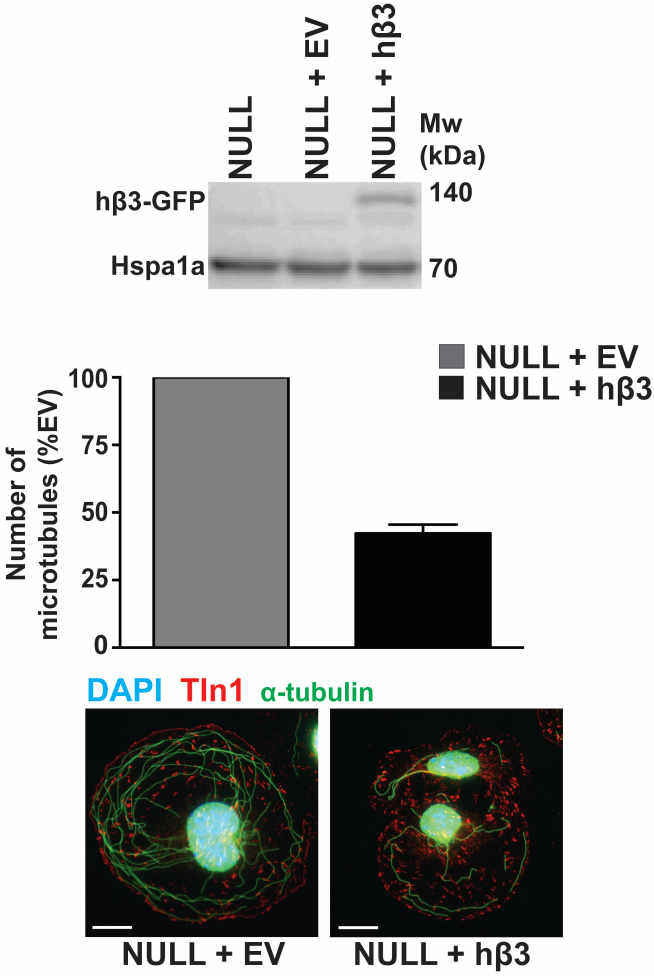 NULL
NULL + EV
NULL + hβ3
Mw
(kDa)
hβ3-GFP
140
Hspa1a
70
NULL + EV
NULL + hβ3
Number of
microtubules (%EV)
100
75
50
25
0
DAPI Tln1 α-tubulin
NULL + EV
NULL + hβ3